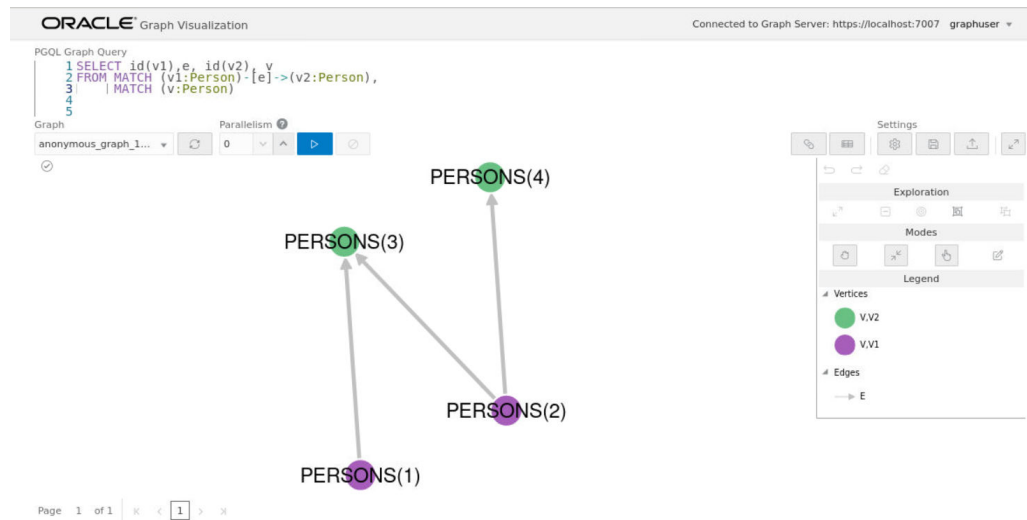 ORACLE Graph Visualization
Connected to Graph Server: https://localhost:7007 graphuser
PGQL Graph Query
1 SELECT id(v1),e, id(v2), v
2 FROM MATCH (v1:Person)-[e]->(v2:Person),
3 MATCH (v:Person)
4
5
Graph
Parallelism ?
Settings
anonymous_graph_1...
0
Exploration
Modes
Legend
Vertices
V,V2
V,V1
Edges
E
PERSONS(4)
PERSONS(3)
PERSONS(2)
PERSONS(1)
Page 1 of 1 1